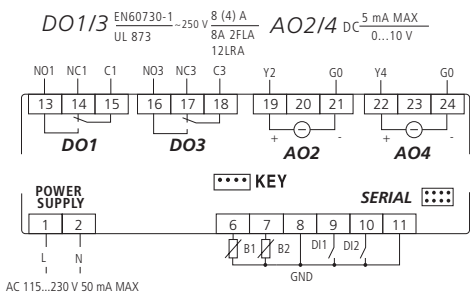 DO1/3 EN60730-1 ~250 V 8 (4) A AO2/4 DC 5 mA MAX
UL 873 8A 2FLA 0...10 V
12LRA
NO1 NC1 C1 NO3 NC3 C3 Y2 G0 Y4 G0
13 14 15 16 17 18 19 20 21 22 23 24
+ - + -
DO1 DO3 AO2 AO4
KEY
POWER SUPPLY SERIAL
1 2 6 7 8 9 10 11
L N B1 B2 DI1 DI2
GND
AC 115...230 V 50 mA MAX